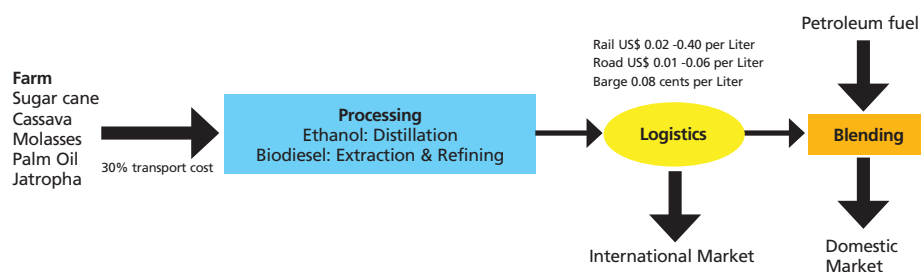 Farm
Sugar cane
Cassava
Molasses
Palm Oil
Jatropha
30% transport cost
Processing
Ethanol: Distillation
Biodiesel: Extraction & Refining
Rail US$ 0.02 -0.40 per Liter
Road US$ 0.01 -0.06 per Liter
Barge 0.08 cents per Liter
Logistics
International Market
Petroleum fuel
Blending
Domestic
Market